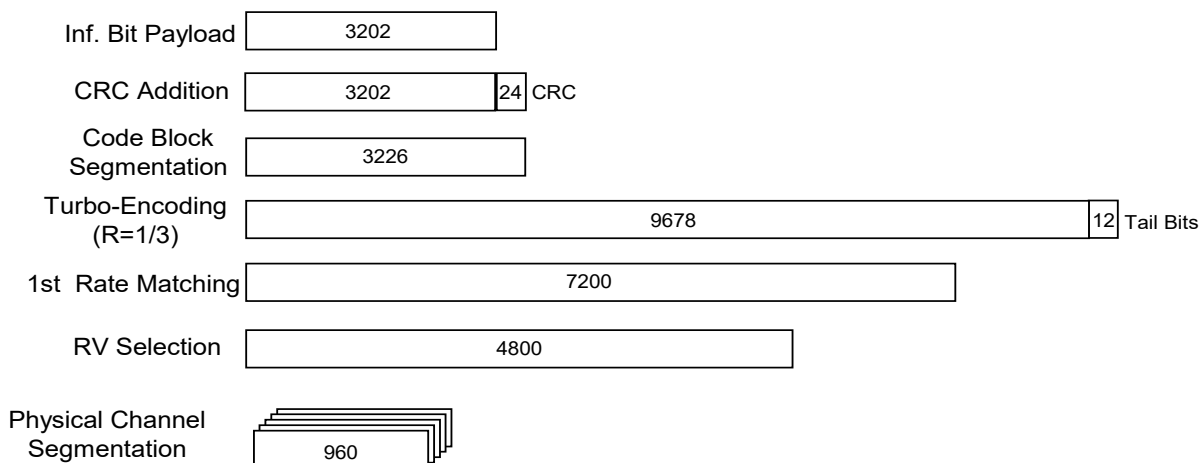 Inf. Bit Payload 3202
CRC Addition 3202 24 CRC
Code Block
Segmentation 3226
Turbo-Encoding
(R=1/3) 9678 12 Tail Bits
1st Rate Matching 7200
RV Selection 4800
Physical Channel
Segmentation 960